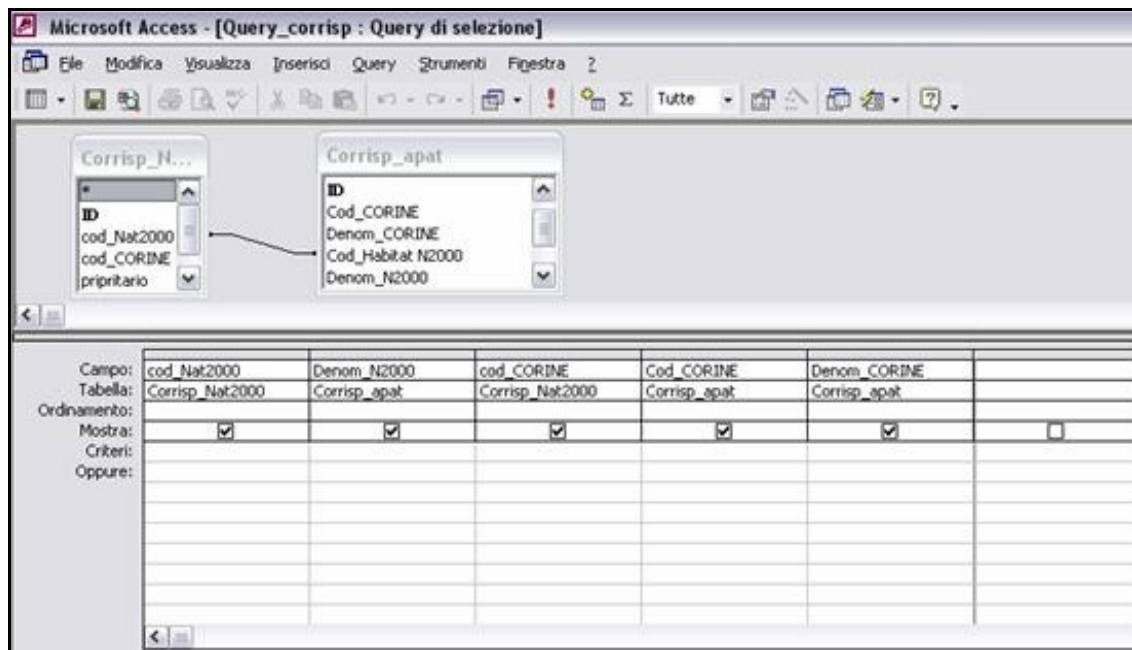 Microsoft Access - [Query_corrisp : Query di selezione]
File Modifica Visualizza Inserisci Query Strumenti Finestra ?
Tutte
Corrisp_N...
*
ID
cod_Nat2000
cod_CORINE
pripritario
Corrisp_apat
ID
Cod_CORINE
Denom_CORINE
Cod_Habitat N2000
Denom_N2000
Campo: cod_Nat2000 Denom_N2000 cod_CORINE Cod_CORINE Denom_CORINE
Tabella: Corrisp_Nat2000 Corrisp_apat Corrisp_Nat2000 Corrisp_apat Corrisp_apat
Ordinamento:
Mostra:
Criteri:
Oppure: